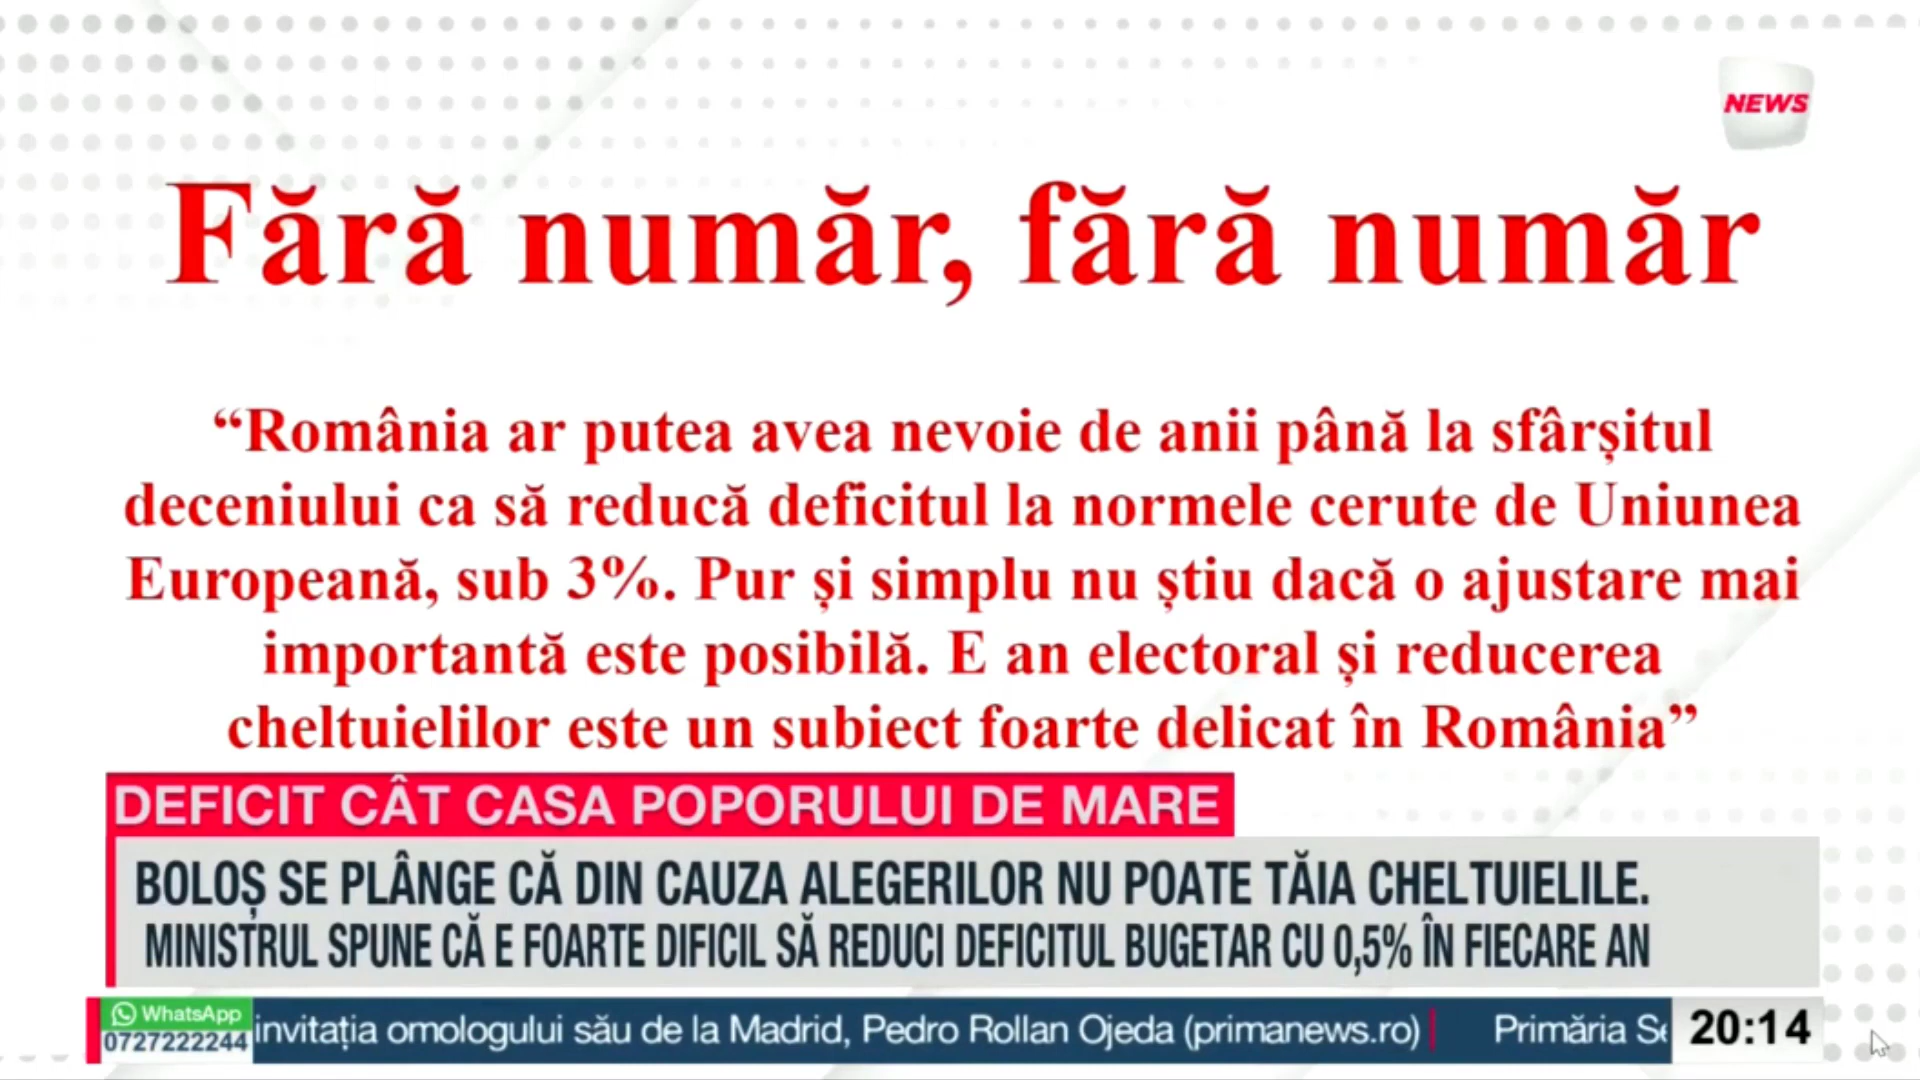 NEWS
Fără număr, fără număr
“România ar putea avea nevoie de anii până la sfârșitul
deceniului ca să reducă deficitul la normele cerute de Uniunea
Europeană, sub 3%. Pur și simplu nu știu dacă o ajustare mai
importantă este posibilă. E an electoral și reducerea
cheltuielilor este un subiect foarte delicat în România”
DEFICIT CÂT CASA POPORULUI DE MARE
BOLOȘ SE PLÂNGE CĂ DIN CAUZA ALEGERILOR NU POATE TĂIA CHELTUIELILE.
MINISTRUL SPUNE CĂ E FOARTE DIFICIL SĂ REDUCI DEFICITUL BUGETAR CU 0,5% ÎN FIECARE AN
WhatsApp
0727222244
invitația omologului său de la Madrid, Pedro Rollan Ojeda (primanews.ro) Primăria Se
20:14